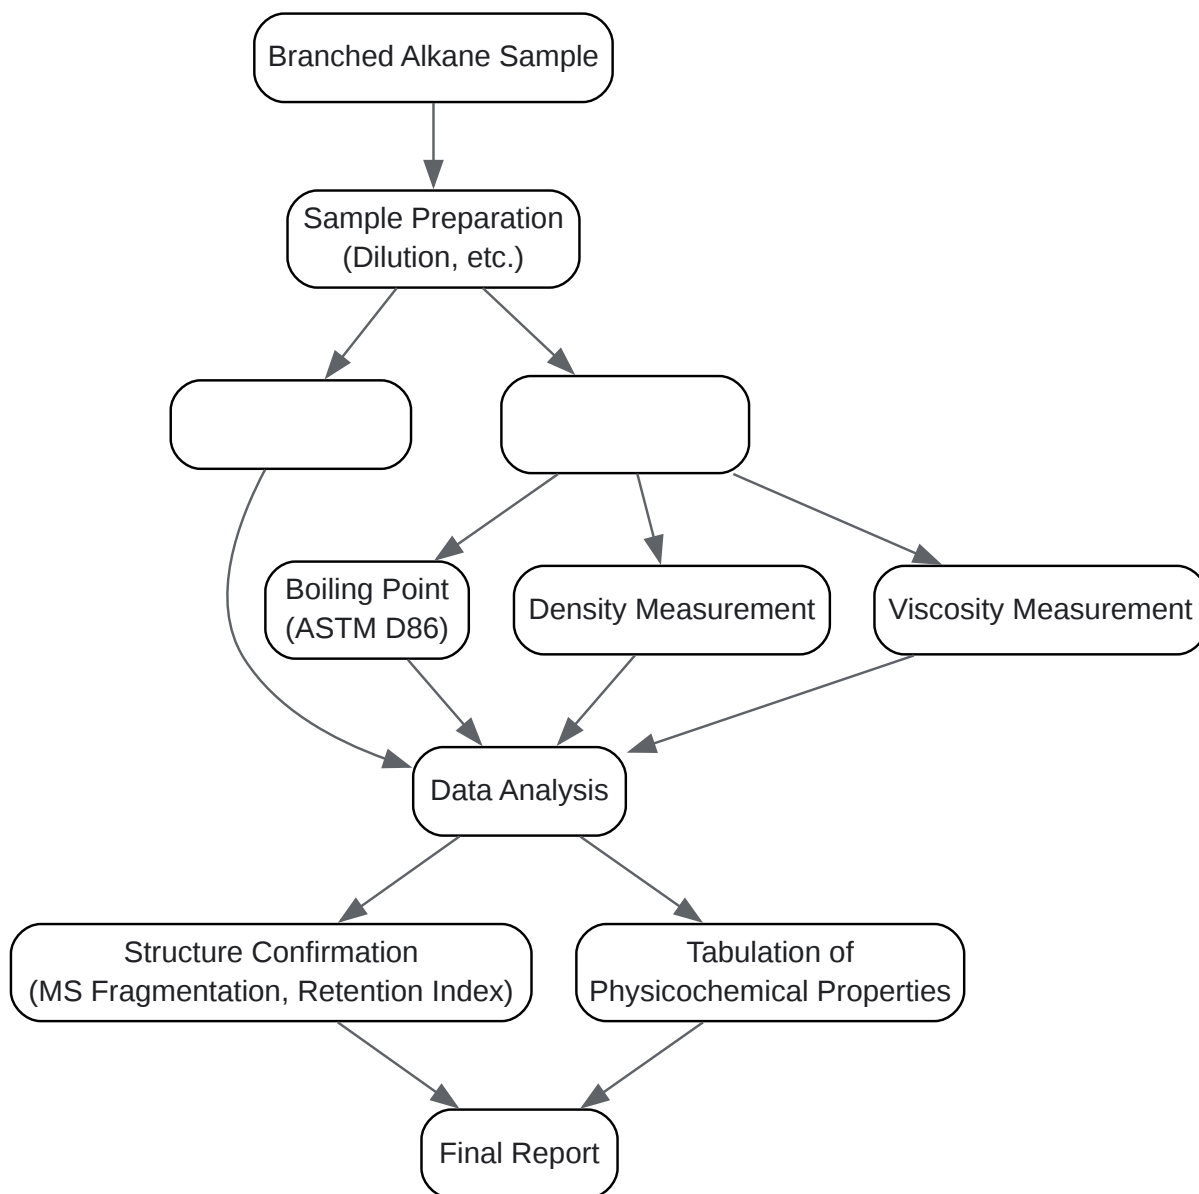 Branched Alkane Sample
Sample Preparation
(Dilution, etc.)
Boiling Point
(ASTM D86)
Density Measurement
Viscosity Measurement
Data Analysis
Structure Confirmation
(MS Fragmentation, Retention Index)
Tabulation of
Physicochemical Properties
Final Report